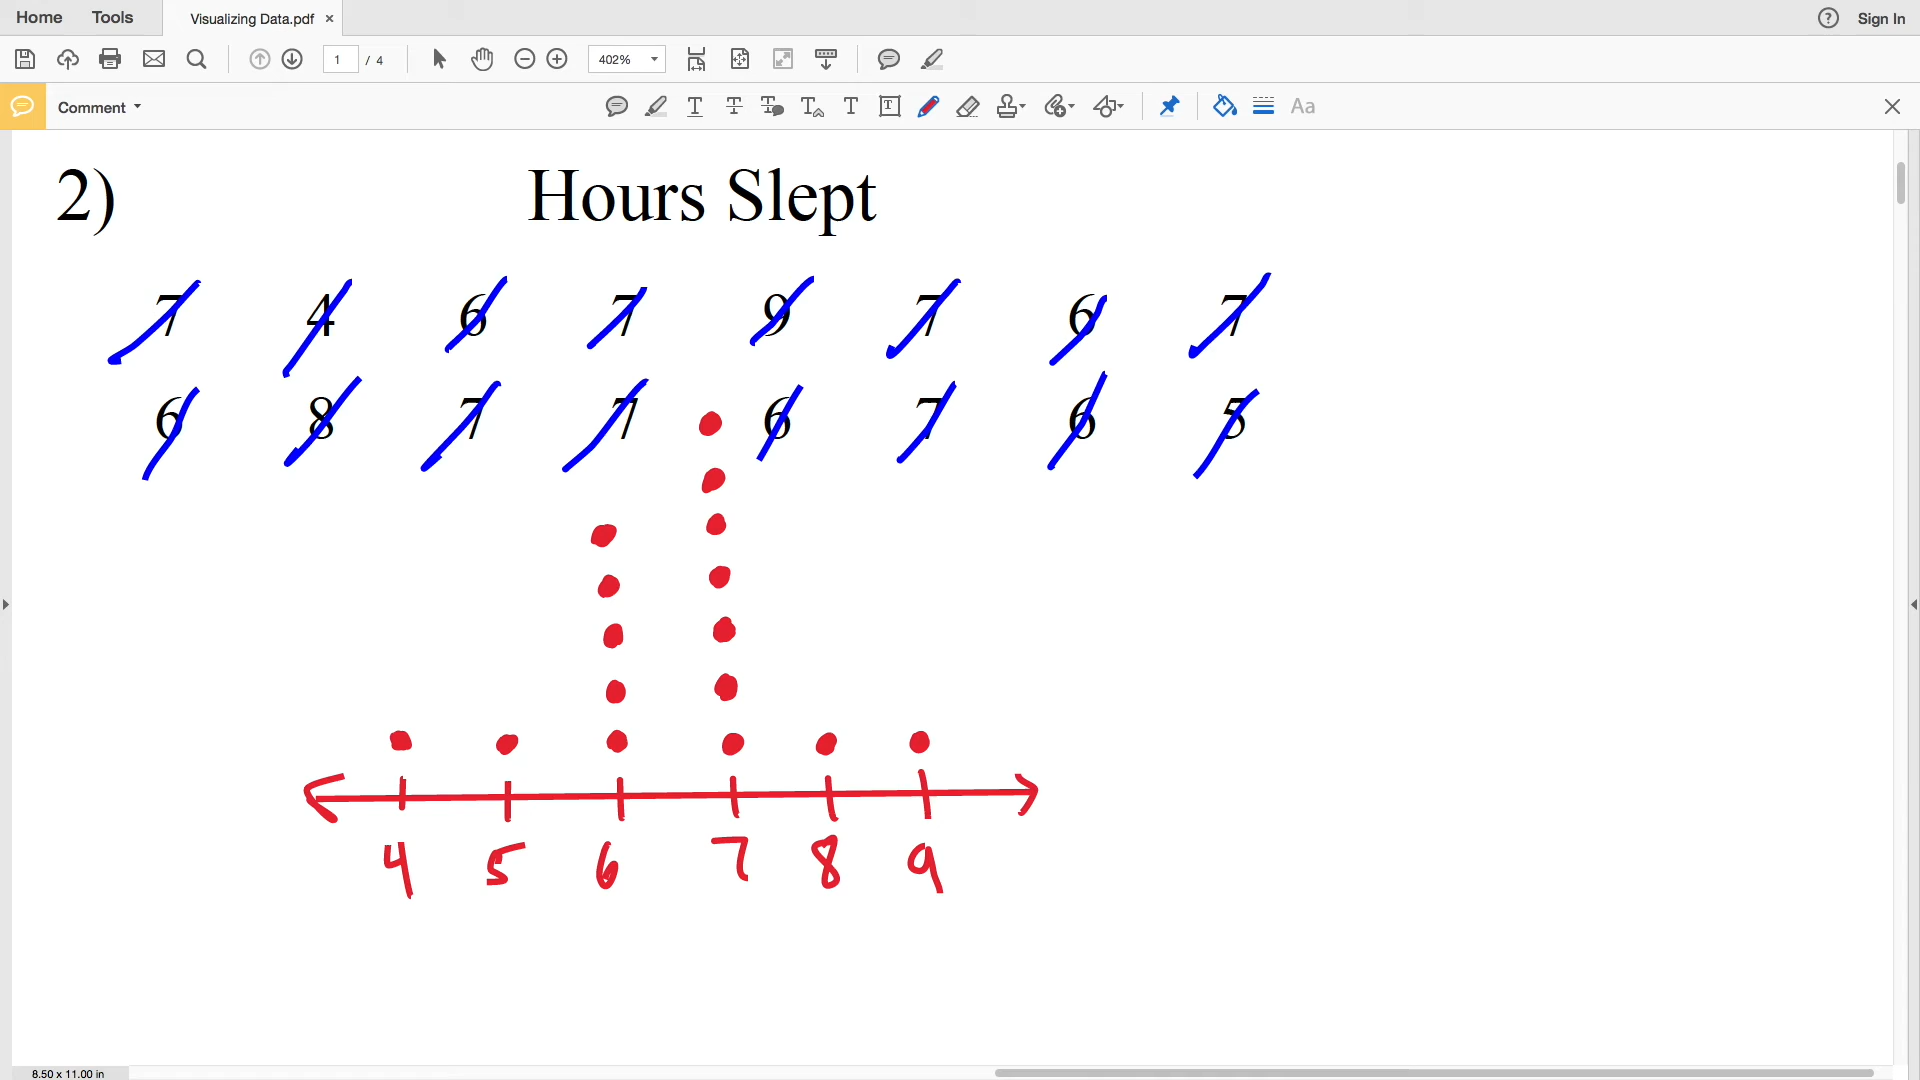 Home Tools Visualizing Data.pdf × ? Sign In
1 / 4 402%
Comment T T T T T T Aa
2) Hours Slept
7 4 6 7 9 7 6 7
6 8 7 7 6 7 6 5
4 5 6 7 8 9
8.50 x 11.00 in